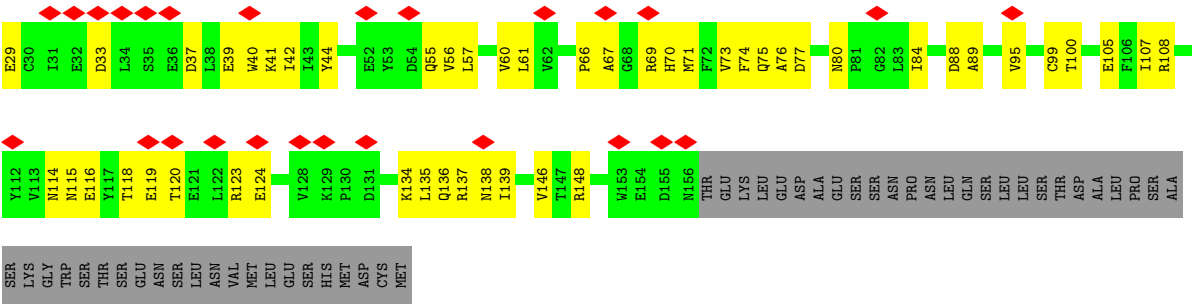 E29 C30 I31 E32 D33 L34 S35 E36 D37 L38 E39 W40 K41 I42 I43 Y44 E52 Y53 D54 Q55 V56 L57 V60 L61 V62 P66 A67 G68 R69 H70 M71 F72 V73 F74 Q75 A76 D77 N80 P81 G82 L83 I84 D88 A89 V95 C99 T100 E105 F106 I107 R108
Y112 V113 N114 N115 E116 Y117 T118 E119 T120 E121 L122 R123 E124 V128 K129 P130 D131 K134 L135 Q136 R137 N138 I139 V146 T147 R148 W153 E154 D155 N156 THR GLU LYS LEU GLU ASP ALA GLU SER SER ASN PRO ASN LEU GLN SER LEU LEU SER THR ASP ALA LEU PRO SER ALA
SER LYS GLY TRP SER THR SER GLU ASN SER LEU ASN VAL MET LEU GLU SER HIS MET ASP CYS MET